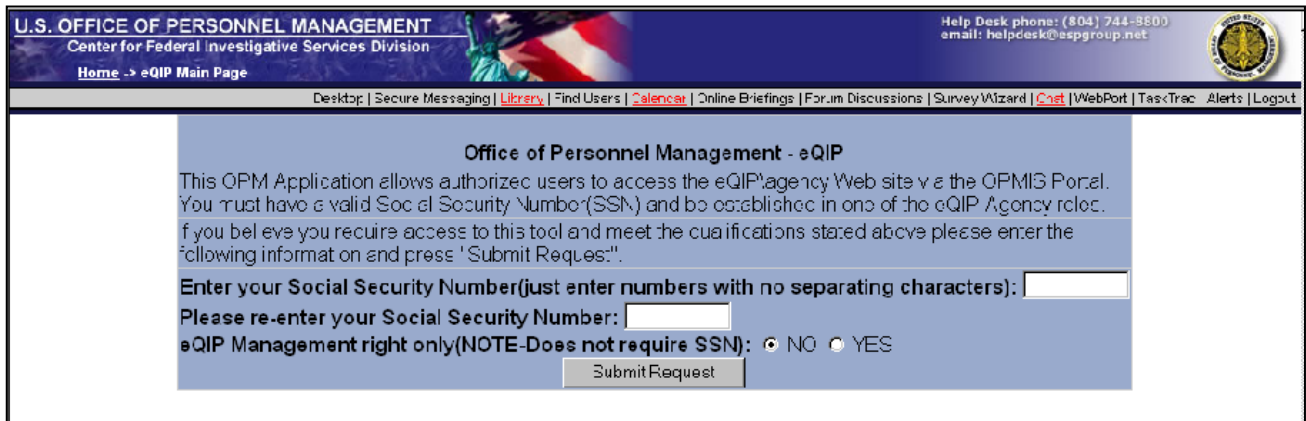 U.S. OFFICE OF PERSONNEL MANAGEMENT
Center for Federal Investigative Services Division
Home -> eQIP Main Page
Help Desk phone: (804) 744-8800
email: helpdesk@espgroup.net
Desktop | Secure Messaging | Library | Find Users | Calendar | Online Briefings | Forum Discussions | Survey Wizard | Chat | WebPort | TaskTrac Alerts | Logout
Office of Personnel Management - eQIP
This OPM Application allows authorized users to access the eQIP\agency Web site via the OPMIS Portal.
You must have a valid Social Security Number(SSN) and be established in one of the eQIP Agency roles.
If you believe you require access to this tool and meet the qualifications stated above please enter the
following information and press "Submit Request".
Enter your Social Security Number(just enter numbers with no separating characters):
Please re-enter your Social Security Number:
eQIP Management right only(NOTE-Does not require SSN): NO YES
Submit Request